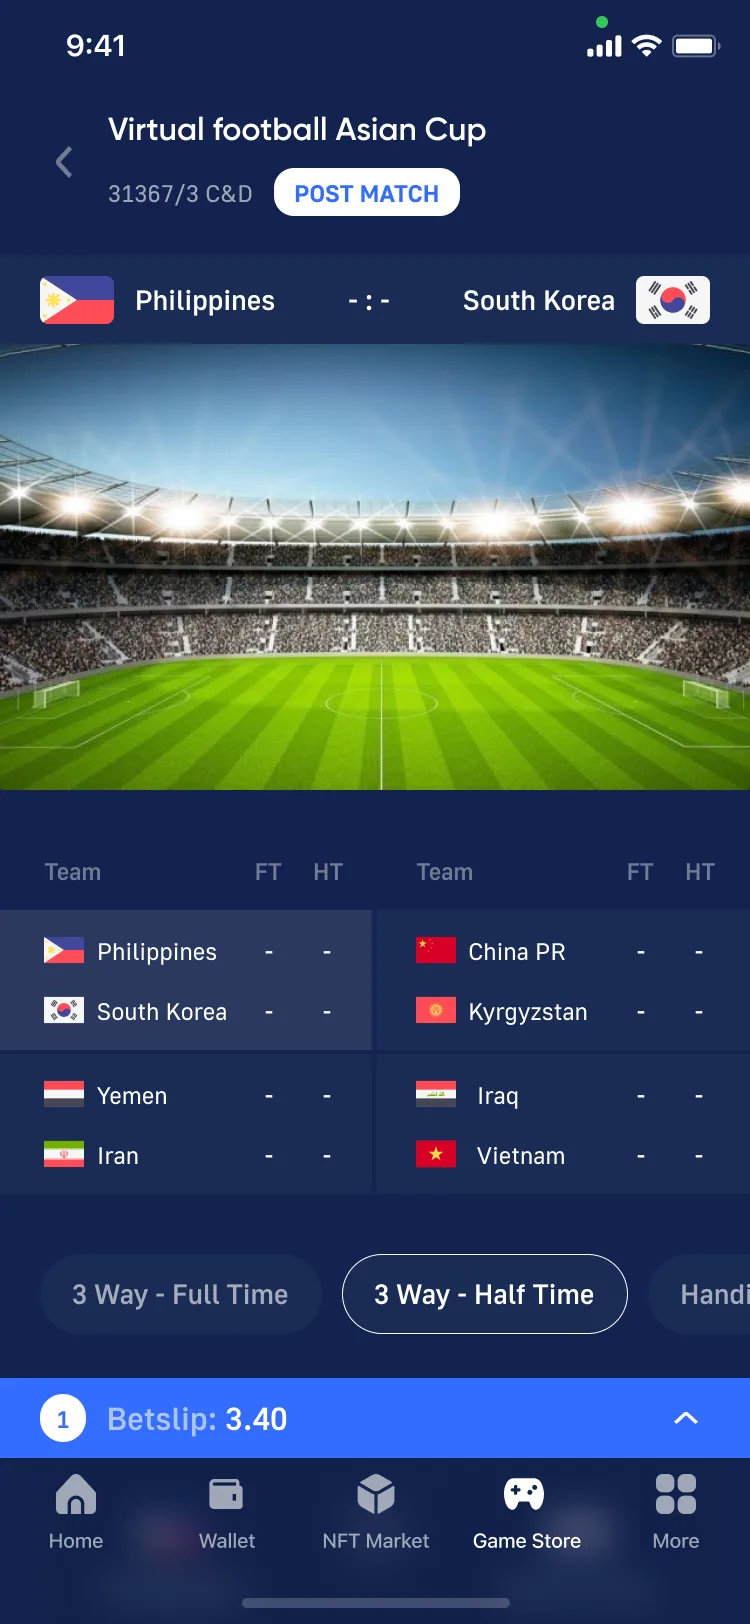 9:41
Virtual football Asian Cup
31367/3 C&D POST MATCH
Philippines - : - South Korea
Team FT HT Team FT HT
Philippines - - China PR - -
South Korea - - Kyrgyzstan - -
Yemen - - Iraq - -
Iran - - Vietnam - -
3 Way - Full Time 3 Way - Half Time Handi
1 Betslip: 3.40
Home Wallet NFT Market Game Store More